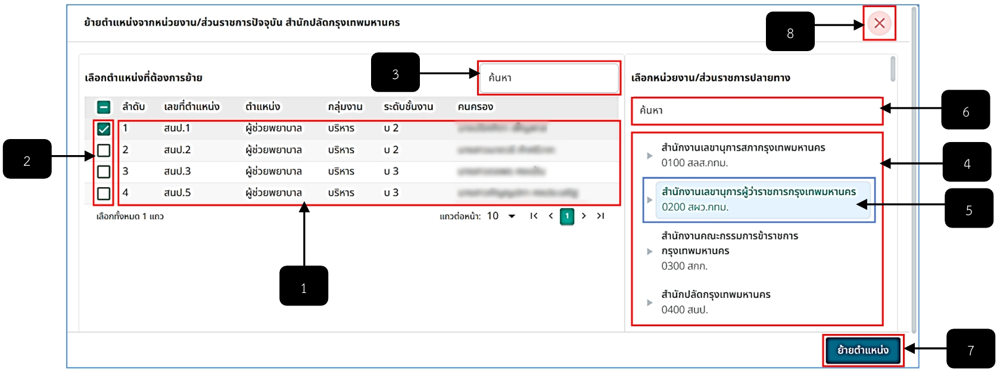 ย้ายตำแหน่งจากหน่วยงาน/ส่วนราชการปัจจุบัน สำนักปลัดกรุงเทพมหานคร
8
เลือกตำแหน่งที่ต้องการย้าย
3
ค้นหา
ลำดับ เลขที่ตำแหน่ง ตำแหน่ง กลุ่มงาน ระดับชั้นงาน คนครอง
1 สนป.1 ผู้ช่วยพยาบาล บริหาร บ 2
2 สนป.2 ผู้ช่วยพยาบาล บริหาร บ 2
3 สนป.3 ผู้ช่วยพยาบาล บริหาร บ 3
4 สนป.5 ผู้ช่วยพยาบาล บริหาร บ 3
2
เลือกทั้งหมด 1 แถว
แถวต่อหน้า: 10 1
1
เลือกหน่วยงาน/ส่วนราชการปลายทาง
ค้นหา
6
สำนักงานเลขานุการสภากรุงเทพมหานคร
0100 สลส.กทม.
4
สำนักงานเลขานุการผู้ว่าราชการกรุงเทพมหานคร
0200 สผว.กทม.
5
สำนักงานคณะกรรมการข้าราชการ
กรุงเทพมหานคร
0300 สกก.
สำนักปลัดกรุงเทพมหานคร
0400 สนป.
ย้ายตำแหน่ง
7